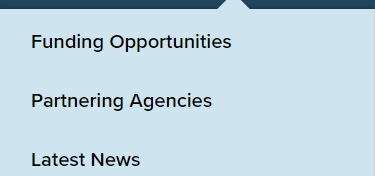 Funding Opportunities
Partnering Agencies
Latest News